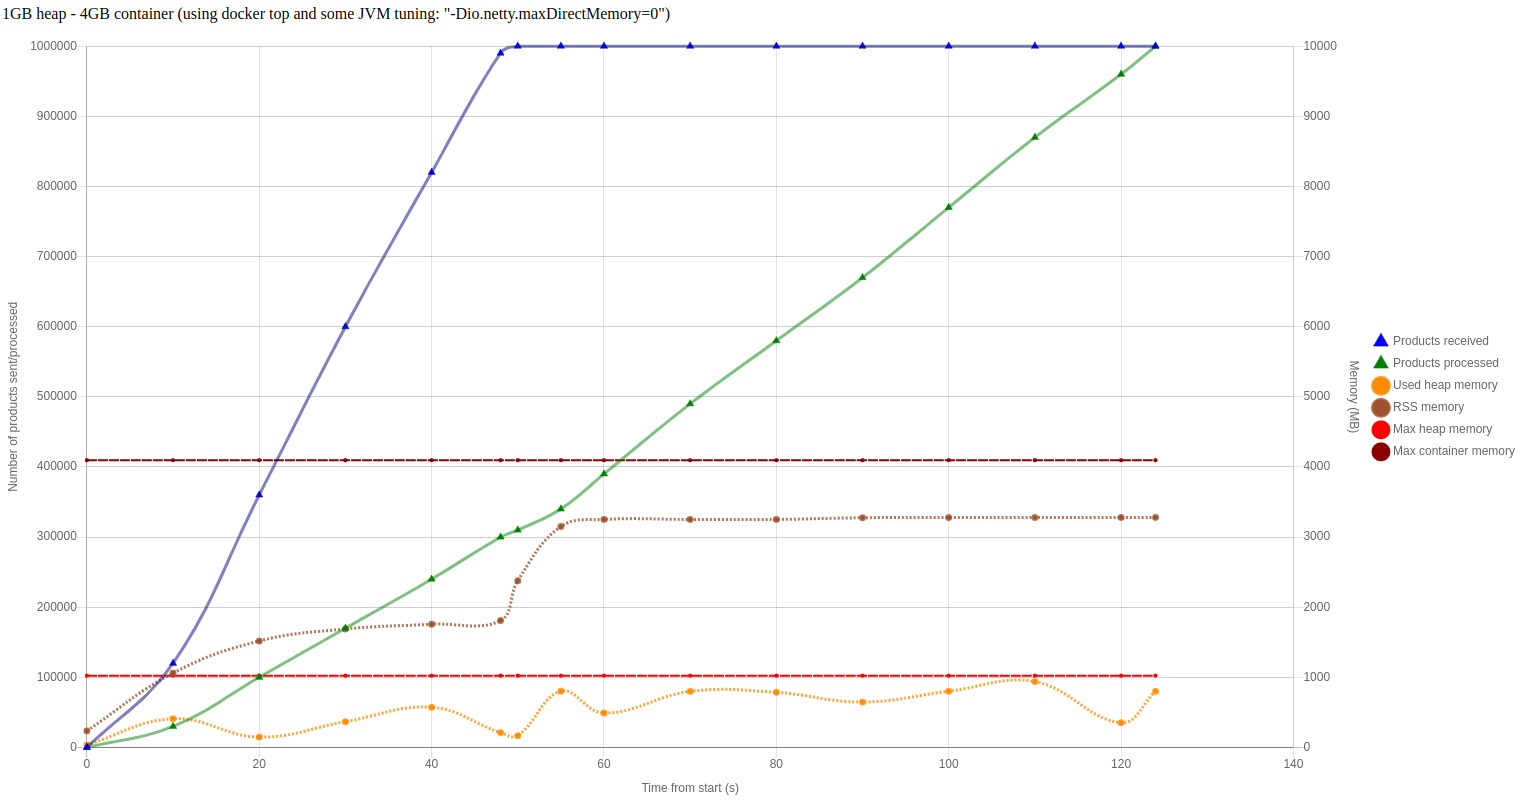 1GB heap - 4GB container (using docker top and some JVM tuning: "-Dio.netty.maxDirectMemory=0")
Number of products sent/processed
1000000
900000
800000
700000
600000
500000
400000
300000
200000
100000
0
10000
9000
8000
7000
6000
5000
4000
3000
2000
1000
0
Memory (MB)
0 20 40 60 80 100 120 140
Time from start (s)
Products received
Products processed
Used heap memory
RSS memory
Max heap memory
Max container memory